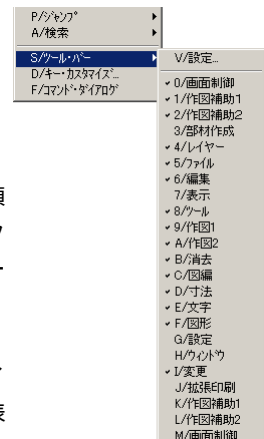 P/ｼﾞｬﾝﾌﾟ
A/検索
S/ﾂｰﾙ･ﾊﾞｰ
D/ｷｰ･ｶｽﾀﾏｲｽﾞ...
F/ｺﾏﾝﾄﾞ･ﾀﾞｲｱﾛｸﾞ
V/設定...
0/画面制御
1/作図補助1
2/作図補助2
3/部材作成
4/レイヤー
5/ファイル
6/編集
7/表示
8/ツール
9/作図1
A/作図2
B/消去
C/図編
D/寸法
E/文字
F/図形
G/設定
H/ｳｨﾝﾄﾞｳ
I/変更
J/拡張印刷
K/作図補助1
L/作図補助2
M/画面制御